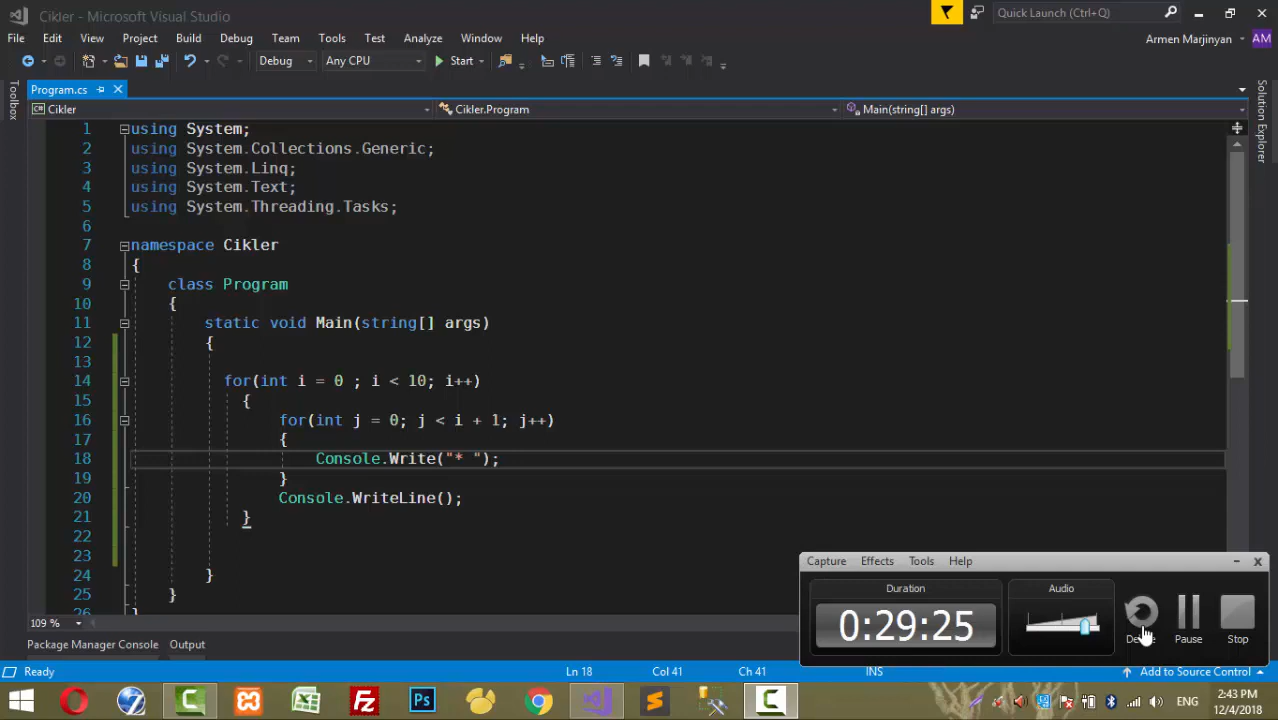 Cikler - Microsoft Visual Studio
Quick Launch (Ctrl+Q)
File Edit View Project Build Debug Team Tools Test Analyze Window Help
Armen Marjinyan AM
Debug Any CPU Start
Toolbox
Program.cs
Solution Explorer
Cikler Cikler.Program Main(string[] args)
1 using System;
2 using System.Collections.Generic;
3 using System.Linq;
4 using System.Text;
5 using System.Threading.Tasks;
6
7 namespace Cikler
8 {
9 class Program
10 {
11 static void Main(string[] args)
12 {
13
14 for(int i = 0 ; i < 10; i++)
15 {
16 for(int j = 0; j < i + 1; j++)
17 {
18 Console.Write("* ");
19 }
20 Console.WriteLine();
21 }
22
23
24 }
25 }
26 }
109 %
Package Manager Console Output
Capture Effects Tools Help
Duration
0:29:25
Audio
Pause
Stop
Ready Ln 18 Col 41 Ch 41 INS Add to Source Control
Fz Ps C C
ENG
2:43 PM
12/4/2018